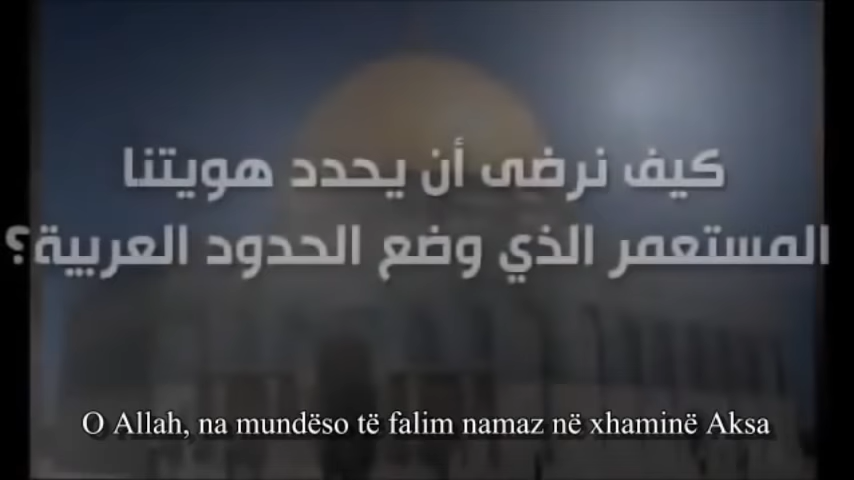 كيف نرضى أن يحدد هويتنا
المستعمر الذي وضع الحدود العربية؟
O Allah, na mundëso të falim namaz në xhaminë Aksa